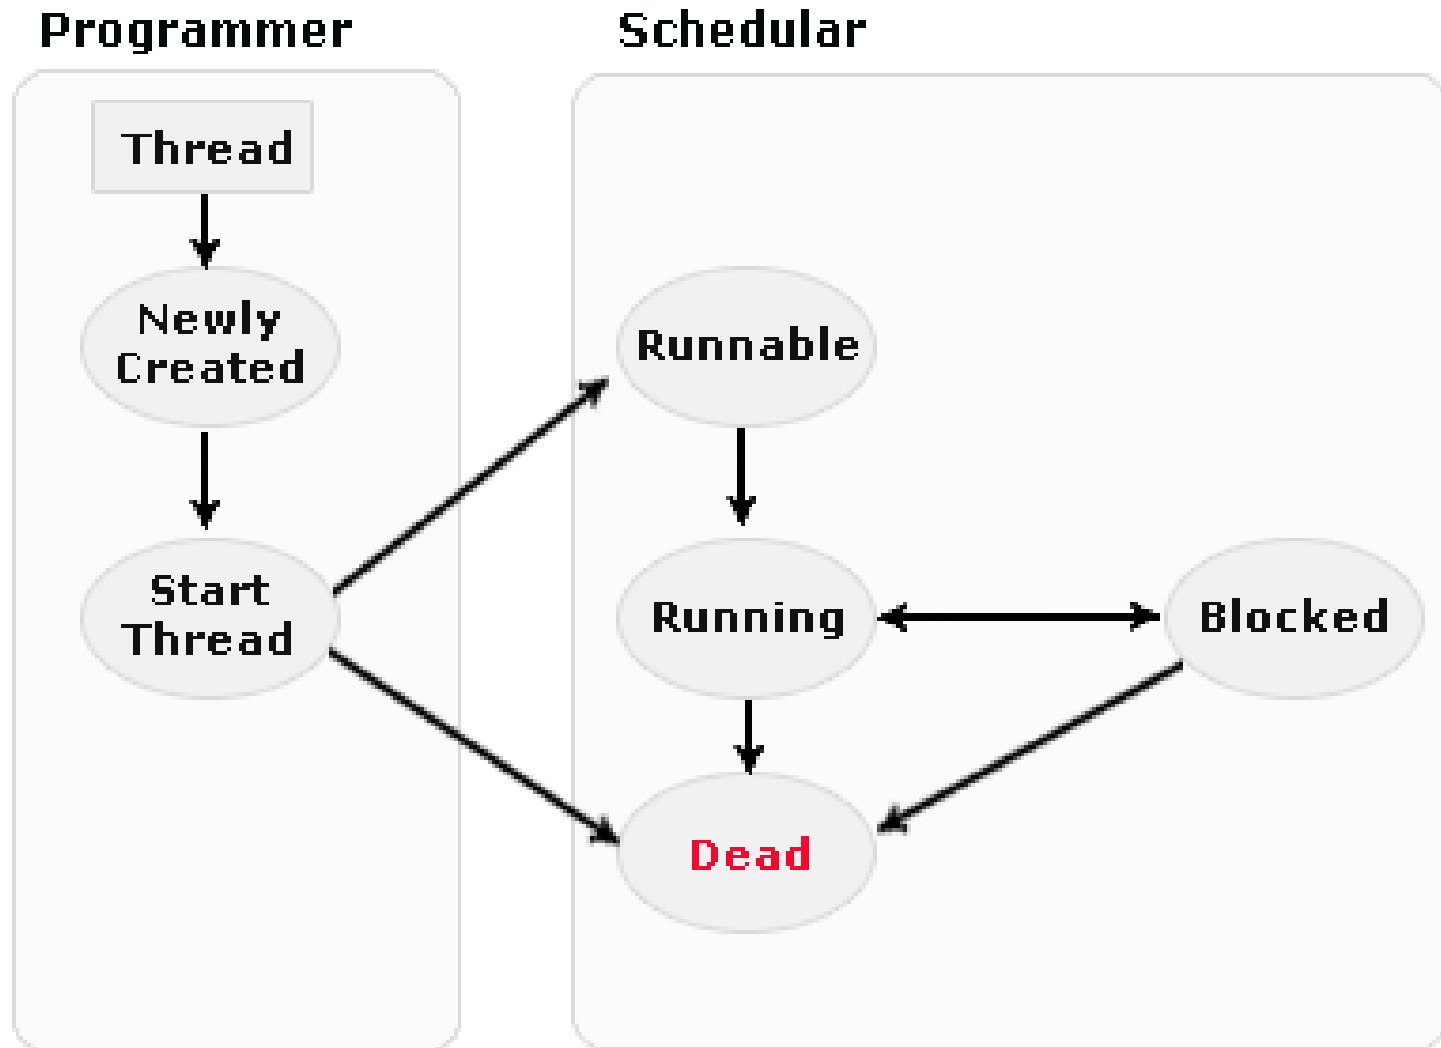 Programmer
Schedular
Thread
Newly
Created
Runnable
Start
Thread
Running
Blocked
Dead